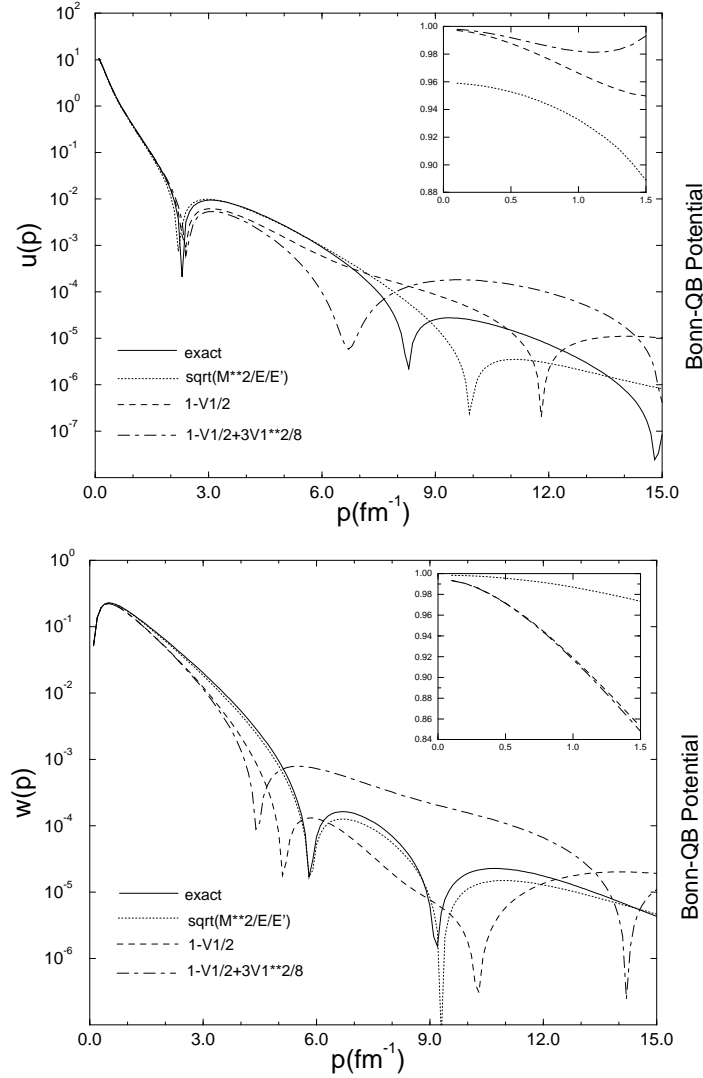 10^2
10^0
10^-1
10^-2
10^-3
10^-4
10^-5
10^-6
10^-7
u(p)
1.00
0.98
0.96
0.94
0.92
0.90
0.88
0.0 0.5 1.0 1.5
exact
sqrt(M**2/E/E')
1-V1/2
1-V1/2+3V1**2/8
0.0 3.0 6.0 9.0 12.0 15.0
p(fm^-1)
Bonn-QB Potential
10^0
10^-1
10^-2
10^-3
10^-4
10^-5
10^-6
w(p)
1.00
0.98
0.96
0.94
0.92
0.90
0.88
0.86
0.84
0.0 0.5 1.0 1.5
exact
sqrt(M**2/E/E')
1-V1/2
1-V1/2+3V1**2/8
0.0 3.0 6.0 9.0 12.0 15.0
p(fm^-1)
Bonn-QB Potential